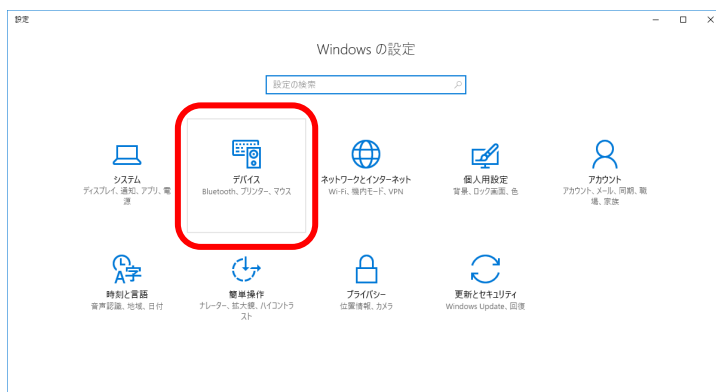 設定
Windows の設定
設定の検索
システム
ディスプレイ、通知、アプリ、電
源
デバイス
Bluetooth、プリンター、マウス
ネットワークとインターネット
Wi-Fi、機内モード、VPN
個人用設定
背景、ロック画面、色
アカウント
アカウント、メール、同期、職
場、家族
時刻と言語
音声認識、地域、日付
簡単操作
ナレーター、拡大鏡、ハイコントラ
スト
プライバシー
位置情報、カメラ
更新とセキュリティ
Windows Update、回復
A字